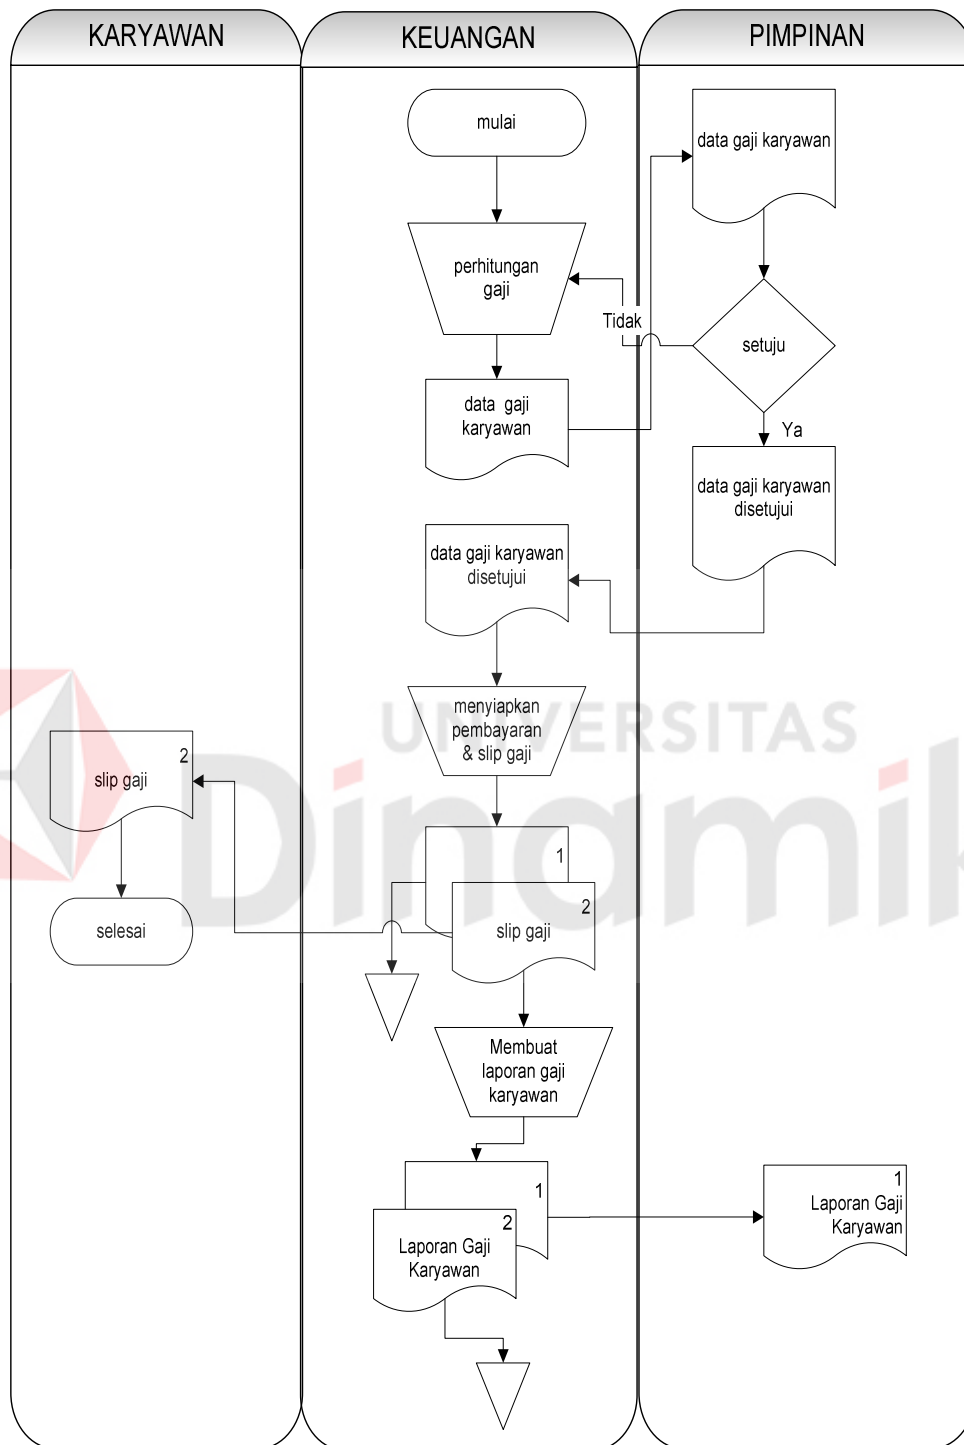 KARYAWAN
KEUANGAN
PIMPINAN
mulai
data gaji karyawan
perhitungan
gaji
Tidak
setuju
data gaji
karyawan
Ya
data gaji karyawan
disetujui
data gaji karyawan
disetujui
menyiapkan
pembayaran
& slip gaji
UNIVERSITAS
Dinamik
2
slip gaji
1
2
slip gaji
selesai
Membuat
laporan gaji
karyawan
1
2
Laporan Gaji
Karyawan
1
Laporan Gaji
Karyawan